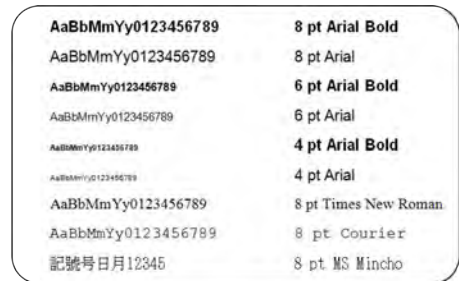 AaBbMmYy0123456789 8 pt Arial Bold
AaBbMmYy0123456789 8 pt Arial
AaBbMmYy0123456789 6 pt Arial Bold
AaBbMmYy0123456789 6 pt Arial
AaBbMmYy0123456789 4 pt Arial Bold
AaBbMmYy0123456789 4 pt Arial
AaBbMmYy0123456789 8 pt Times New Roman
AaBbMmYy0123456789 8 pt Courier
記號号日月12345 8 pt MS Mincho